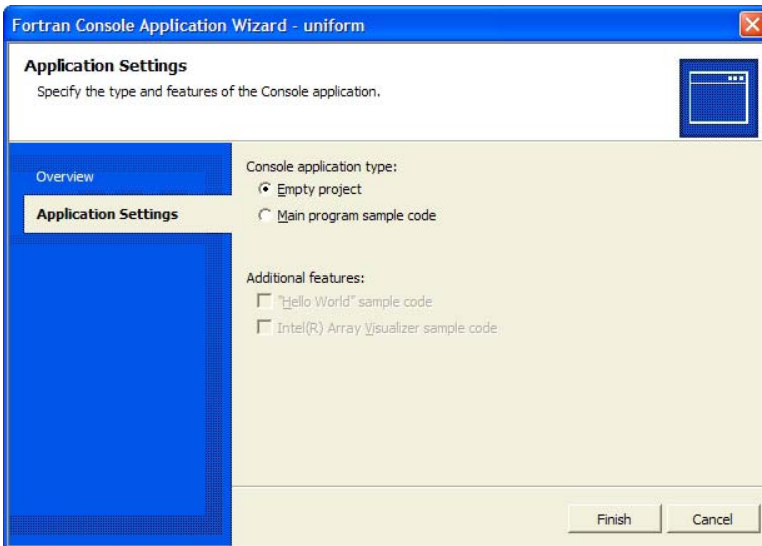 Fortran Console Application Wizard - uniform
Application Settings
Specify the type and features of the Console application.
Overview
Application Settings
Console application type:
Empty project
Main program sample code
Additional features:
"Hello World" sample code
Intel(R) Array Visualizer sample code
Finish
Cancel